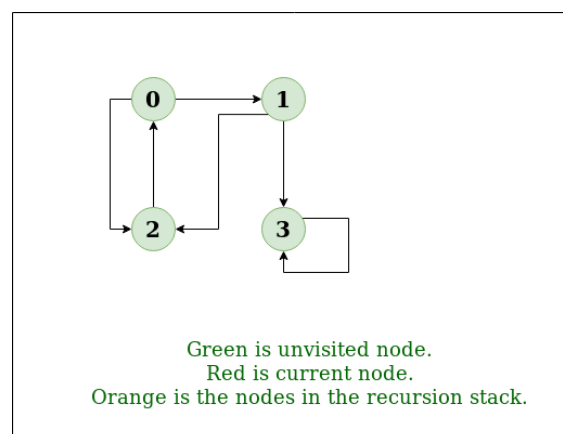 0 1
2 3
Green is unvisited node.
Red is current node.
Orange is the nodes in the recursion stack.